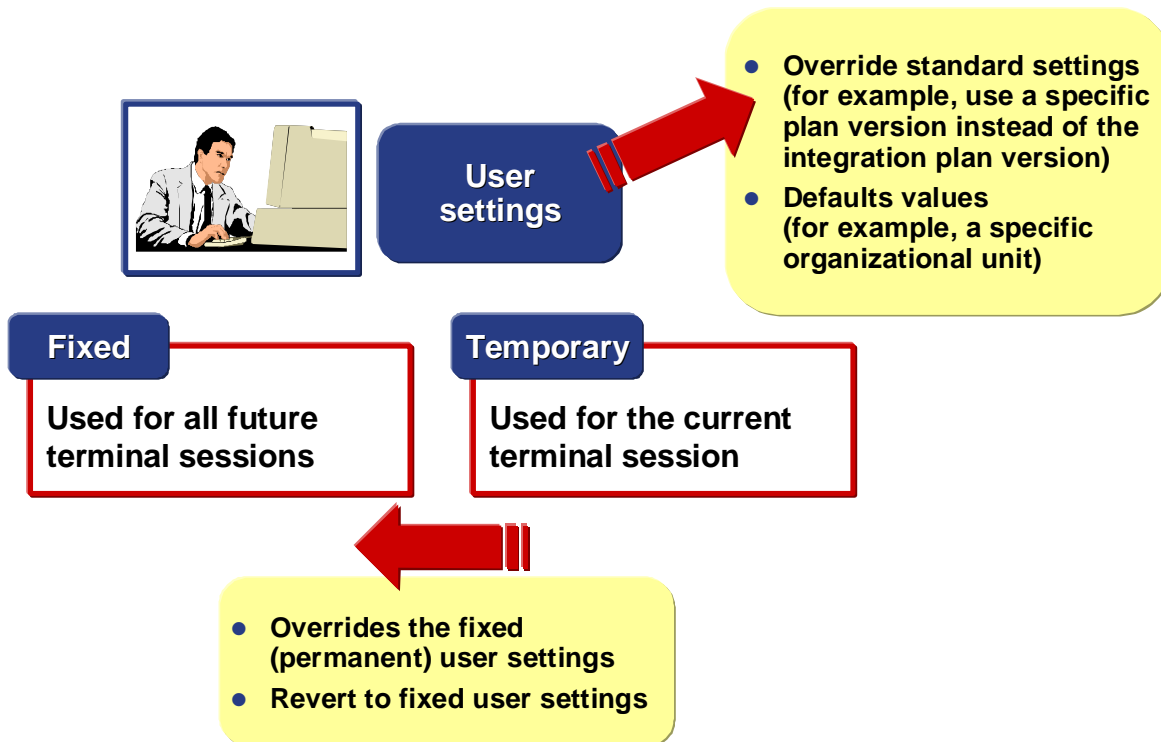 User
settings
● Override standard settings
(for example, use a specific
plan version instead of the
integration plan version)
● Defaults values
(for example, a specific
organizational unit)
Fixed
Used for all future
terminal sessions
Temporary
Used for the current
terminal session
● Overrides the fixed
(permanent) user settings
● Revert to fixed user settings